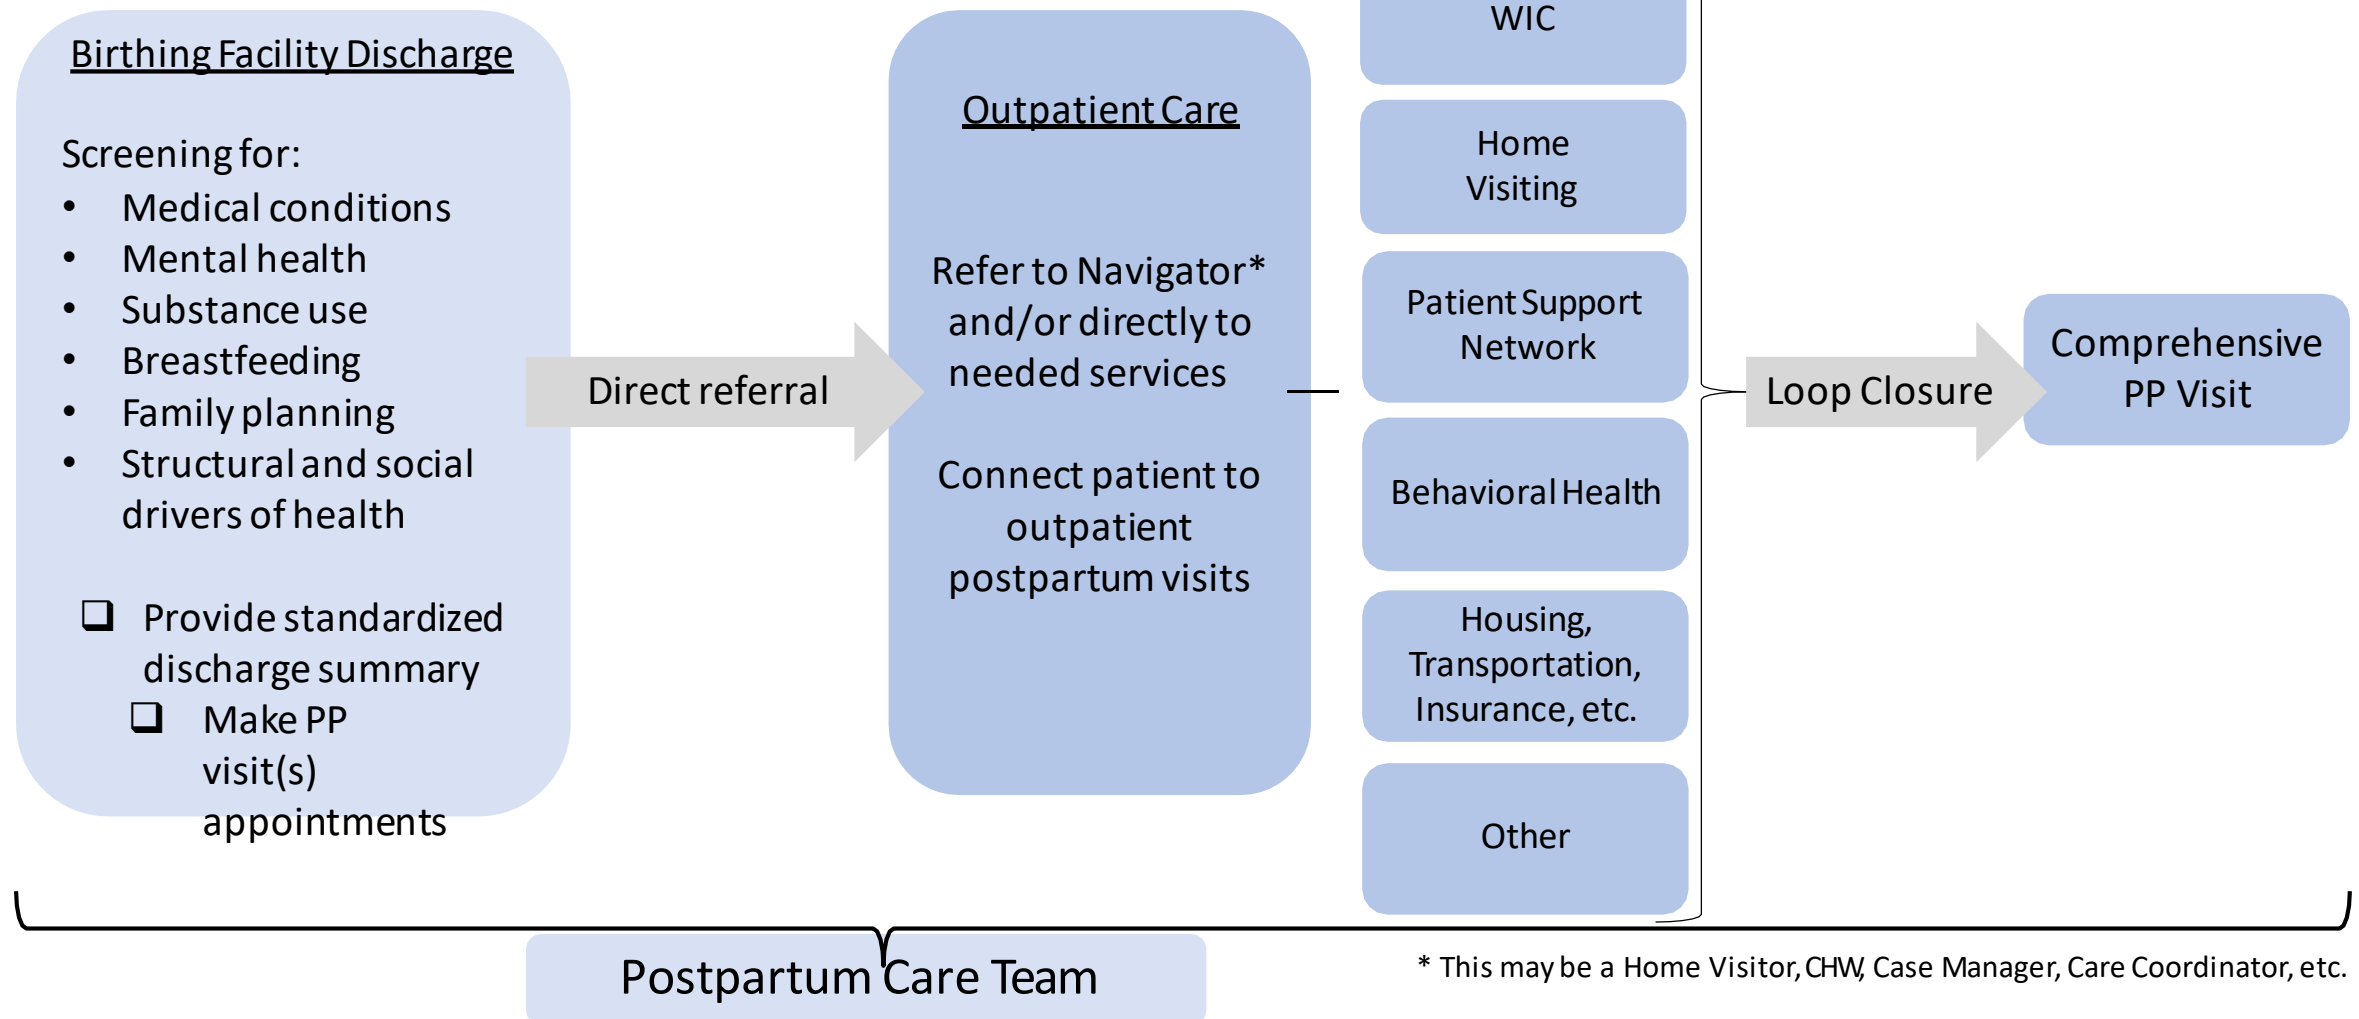 Birthing Facility Discharge
Screening for:
• Medical conditions
• Mental health
• Substance use
• Breastfeeding
• Family planning
• Structural and social
drivers of health
❑ Provide standardized
discharge summary
❑ Make PP
visit(s)
appointments
Direct referral
Outpatient Care
Refer to Navigator*
and/or directly to
needed services
Connect patient to
outpatient
postpartum visits
WIC
Home
Visiting
Patient Support
Network
Behavioral Health
Housing,
Transportation,
Insurance, etc.
Other
Loop Closure
Comprehensive
PP Visit
Postpartum Care Team
* This may be a Home Visitor, CHW, Case Manager, Care Coordinator, etc.